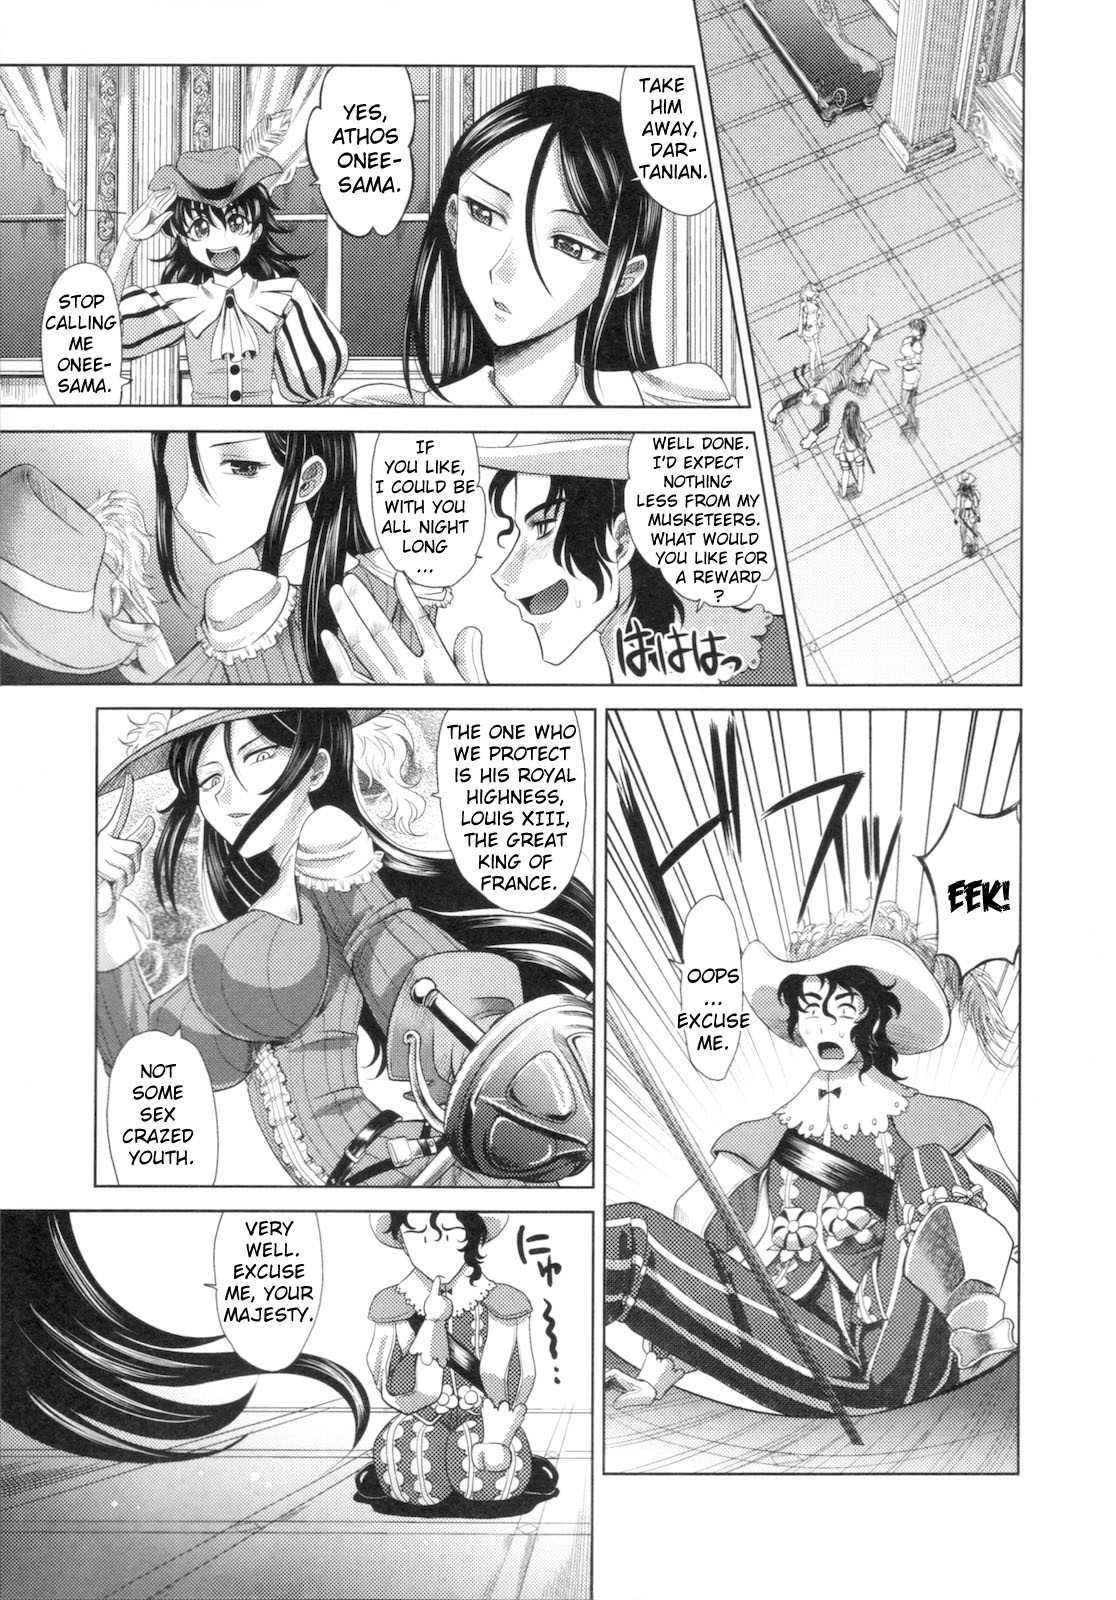 TAKE
HIM
AWAY,
DAR-
TANIAN.
YES,
ATHOS
ONEE-
SAMA.
STOP
CALLING
ME
ONEE-
SAMA.
WELL DONE.
I'D EXPECT
NOTHING
LESS FROM MY
MUSKETEERS.
WHAT WOULD
YOU LIKE FOR
A REWARD
?
はははっ
IF
YOU LIKE,
I COULD BE
WITH YOU
ALL NIGHT
LONG
...
EEK!
ドスッ
OOPS
...
EXCUSE
ME.
THE ONE WHO
WE PROTECT
IS HIS ROYAL
HIGHNESS,
LOUIS XIII,
THE GREAT
KING OF
FRANCE.
NOT
SOME
SEX
CRAZED
YOUTH.
VERY
WELL.
EXCUSE
ME, YOUR
MAJESTY.